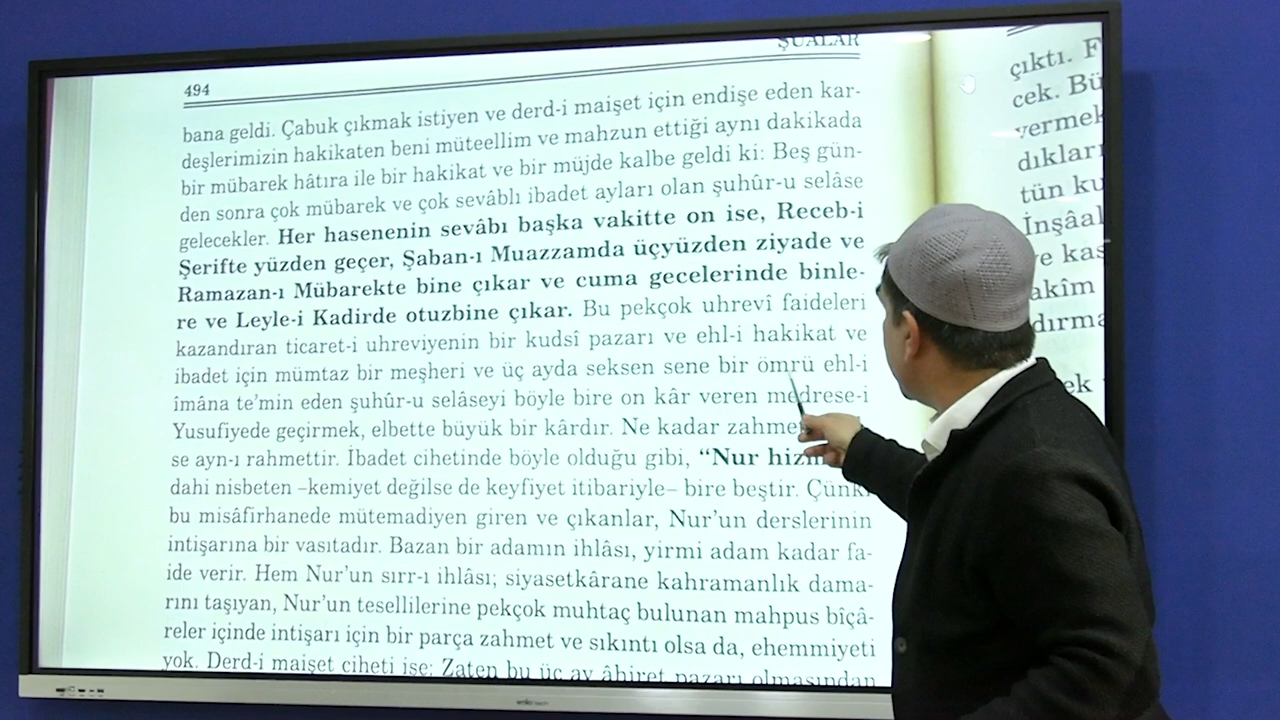 494
ŞUALAR
bana geldi. Çabuk çıkmak istiyen ve derd-i maişet için endişe eden kar-
deşlerimizin hakikaten beni müteellim ve mahzun ettiği aynı dakikada
bir mübarek hâtıra ile bir hakikat ve bir müjde kalbe geldi ki: Beş gün-
den sonra çok mübarek ve çok sevâblı ibadet ayları olan şuhûr-u selâse
gelecekler. Her hasenenin sevâbı başka vakitte on ise, Receb-i
Şerifte yüzden geçer, Şaban-ı Muazzamda üçyüzden ziyade ve
Ramazan-ı Mübarekte bine çıkar ve cuma gecelerinde binle-
re ve Leyle-i Kadirde otuzbine çıkar. Bu pekçok uhrevî faideleri
kazandıran ticaret-i uhreviyenin bir kudsî pazarı ve ehl-i hakikat ve
ibadet için mümtaz bir meşheri ve üç ayda seksen sene bir ömrü ehl-i
îmâna te'min eden şuhûr-u selâseyi böyle bire on kâr veren medrese-i
Yusufiyede geçirmek, elbette büyük bir kârdır. Ne kadar
se ayn-ı rahmettir. İbadet cihetinde böyle olduğu gibi, "Nur
dahi nisbeten –kemiyet değilse de keyfiyet itibariyle– bire beştir. Çünki
bu misâfirhanede mütemadiyen giren ve çıkanlar, Nur'un derslerinin
intişarına bir vasıtadır. Bazan bir adamın ihlâsı, yirmi adam kadar fa-
ide verir. Hem Nur'un sırr-ı ihlâsı; siyasetkârane kahramanlık dama-
rını taşıyan, Nur'un tesellilerine pekçok muhtaç bulunan mahpus bîçâ-
reler içinde intişarı için bir parça zahmet ve sıkıntı olsa da, ehemmiyeti
yok. Derd-i maişet ciheti ise: Zaten bu üç ay âhiret pazarı olmasından
çıktı. F
cek. Bü
vermek
dıkları
tün ku
İnşâal
ve kas
akîm
dırma
ek